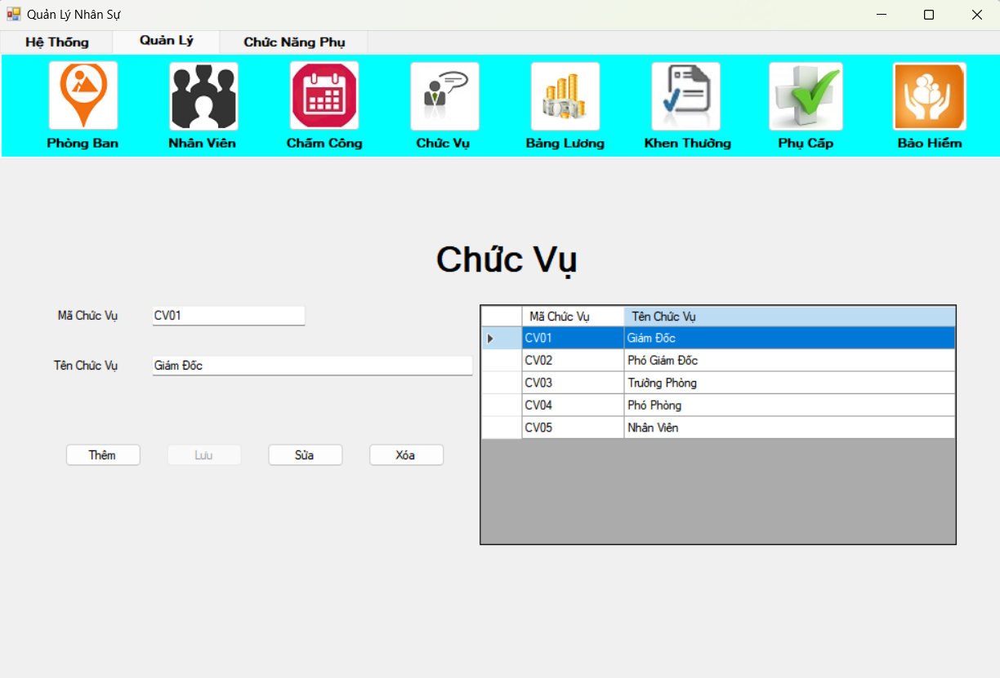 Quản Lý Nhân Sự
Hệ Thống Quản Lý Chức Năng Phụ
Phòng Ban Nhân Viên Chấm Công Chức Vụ Bảng Lương Khen Thưởng Phụ Cấp Bảo Hiểm
Chức Vụ
Mã Chức Vụ CV01
Tên Chức Vụ Giám Đốc
Thêm Lưu Sửa Xóa
Mã Chức Vụ Tên Chức Vụ
CV01 Giám Đốc
CV02 Phó Giám Đốc
CV03 Trưởng Phòng
CV04 Phó Phòng
CV05 Nhân Viên